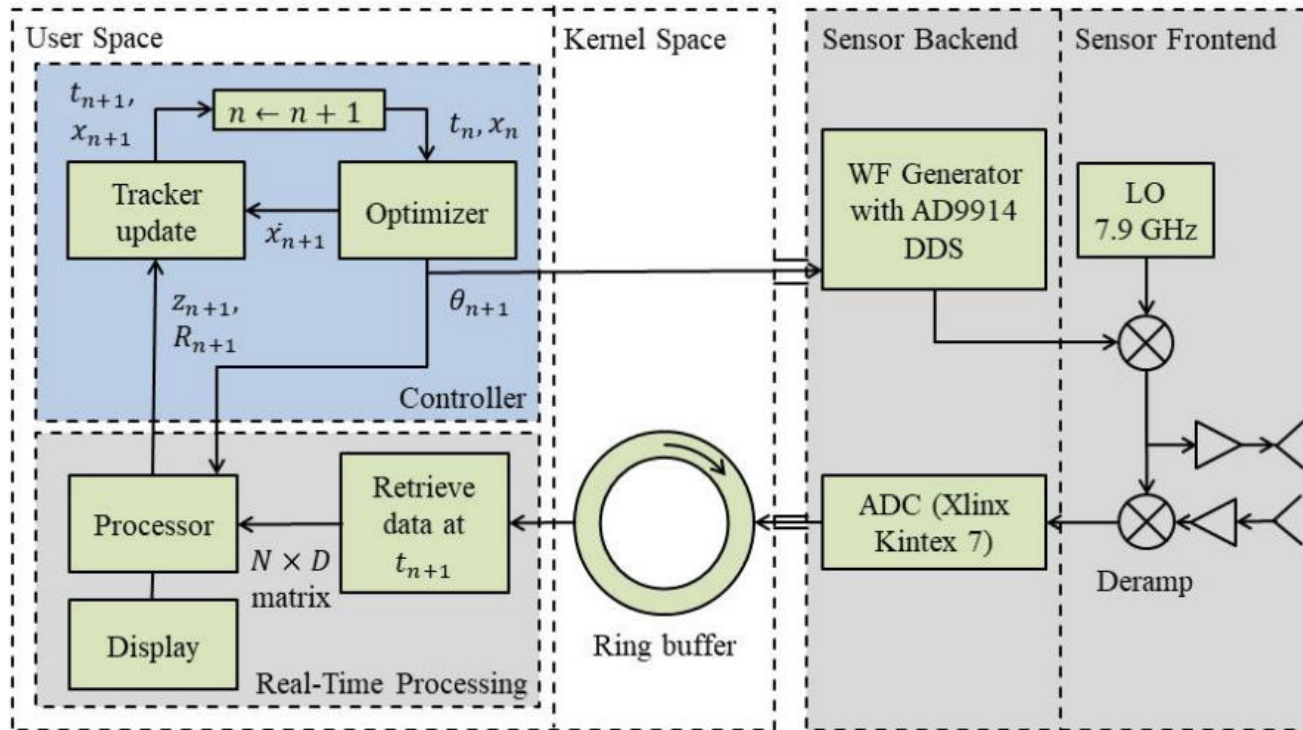 User Space
Kernel Space
Sensor Backend
Sensor Frontend
t_{n+1},
x_{n+1}
n ← n + 1
t_n, x_n
Tracker
update
ẋ_{n+1}
Optimizer
z_{n+1},
R_{n+1}
θ_{n+1}
Controller
WF Generator
with AD9914
DDS
LO
7.9 GHz
Processor
N × D
matrix
Retrieve
data at
t_{n+1}
Display
Real-Time Processing
Ring buffer
ADC (Xlinx
Kintex 7)
Deramp